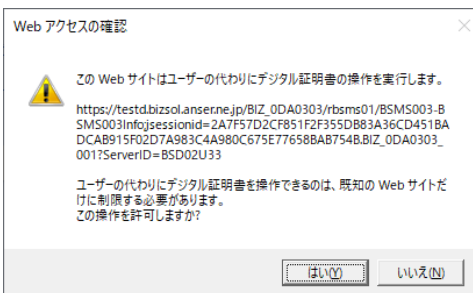 Web アクセスの確認
この Web サイトはユーザーの代わりにデジタル証明書の操作を実行します。
https://testd.bizsol.anser.ne.jp/BIZ_0DA0303/rbsms01/BSMS003-B
SMS003Info;jsessionid=2A7F57D2CF851F2F355DB83A36CD451BA
DCAB915F02D7A983C4A980C675E77658BAB754B.BIZ_0DA0303_
001?ServerID=BSD02U33
ユーザーの代わりにデジタル証明書を操作できるのは、既知の Web サイトだ
けに制限する必要があります。
この操作を許可しますか?
はい(Y)
いいえ(N)